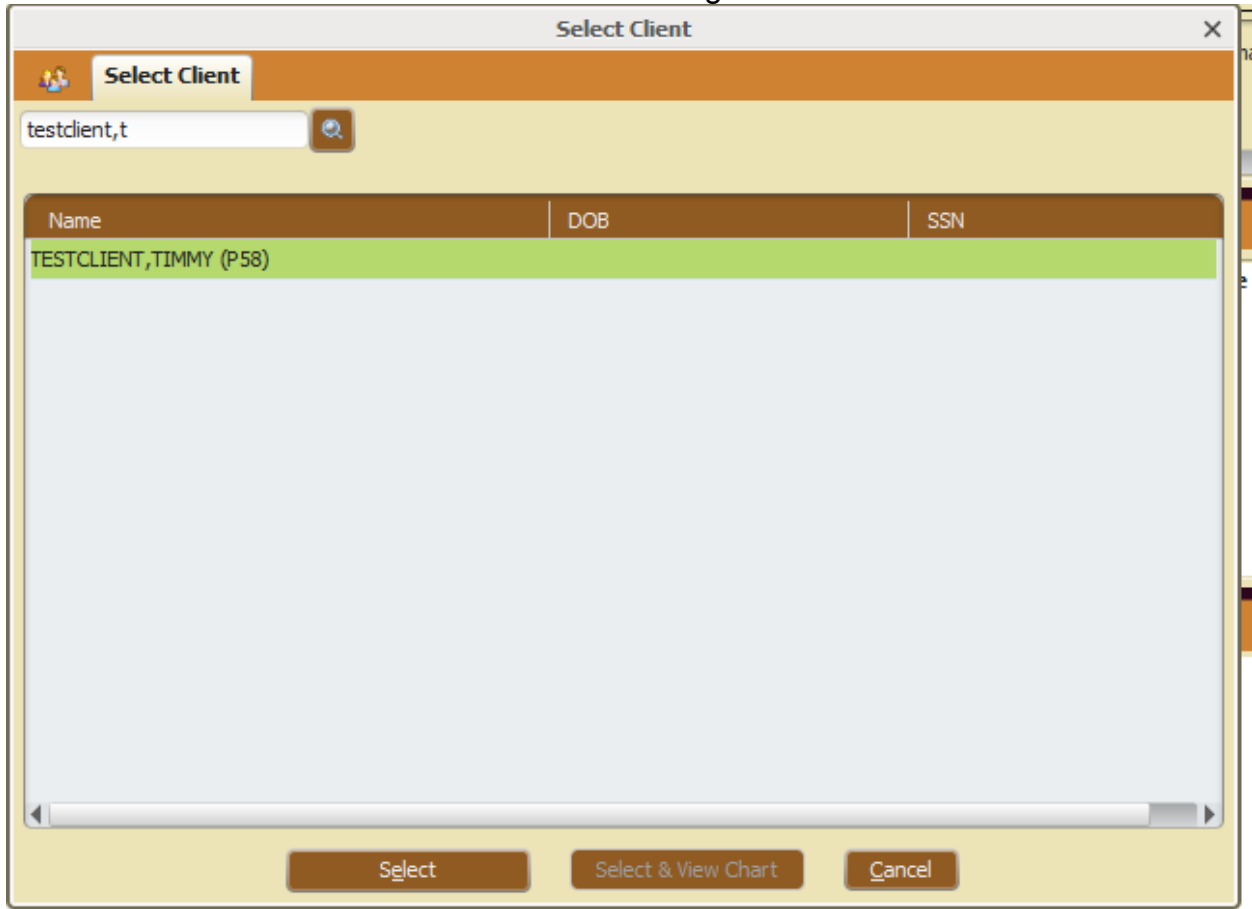 Select Client
Select Client
testclient,t
Name DOB SSN
TESTCLIENT,TIMMY (P58)
Select Select & View Chart Cancel